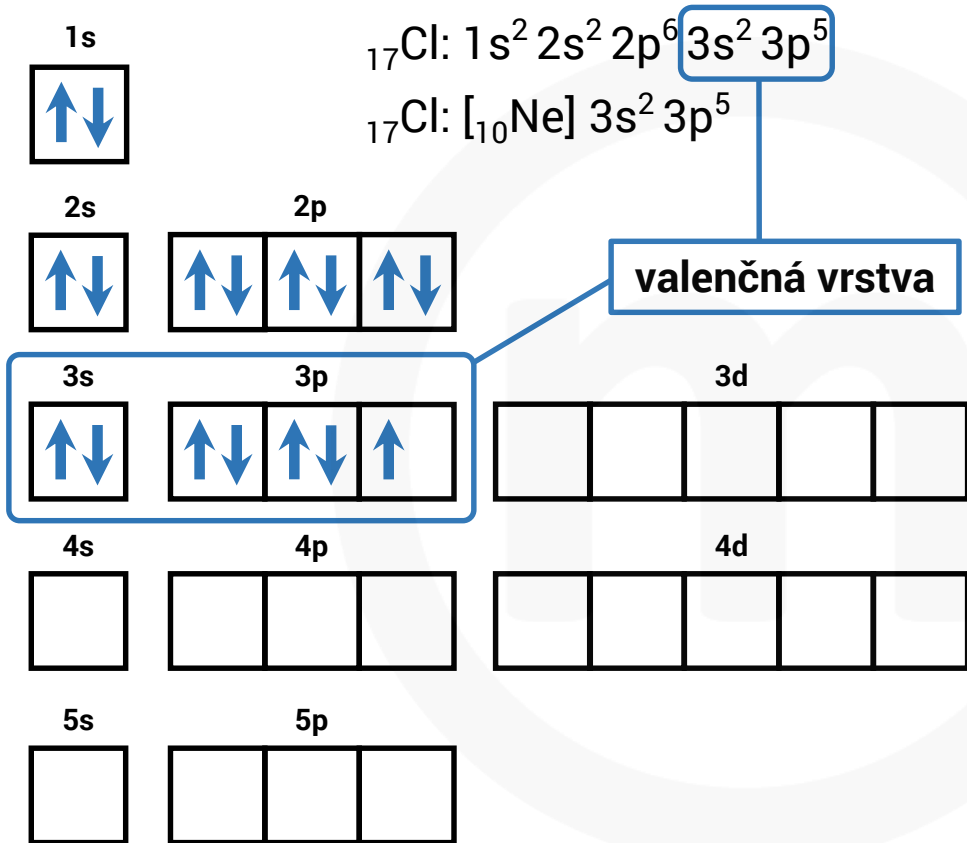 1s
₁₇Cl: 1s² 2s² 2p⁶ 3s² 3p⁵
₁₇Cl: [₁₀Ne] 3s² 3p⁵
2s 2p
valenčná vrstva
3s 3p 3d
4s 4p 4d
5s 5p